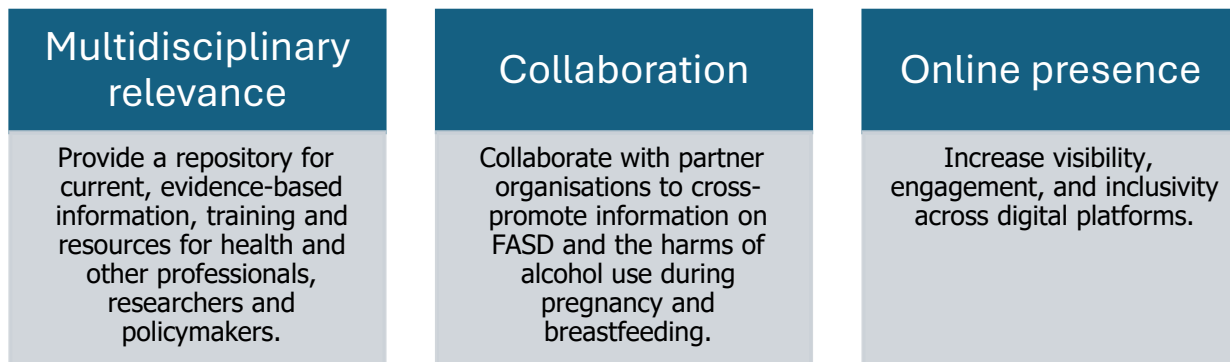 Multidisciplinary
relevance
Provide a repository for
current, evidence-based
information, training and
resources for health and
other professionals,
researchers and
policymakers.
Collaboration
Collaborate with partner
organisations to cross-
promote information on
FASD and the harms of
alcohol use during
pregnancy and
breastfeeding.
Online presence
Increase visibility,
engagement, and inclusivity
across digital platforms.